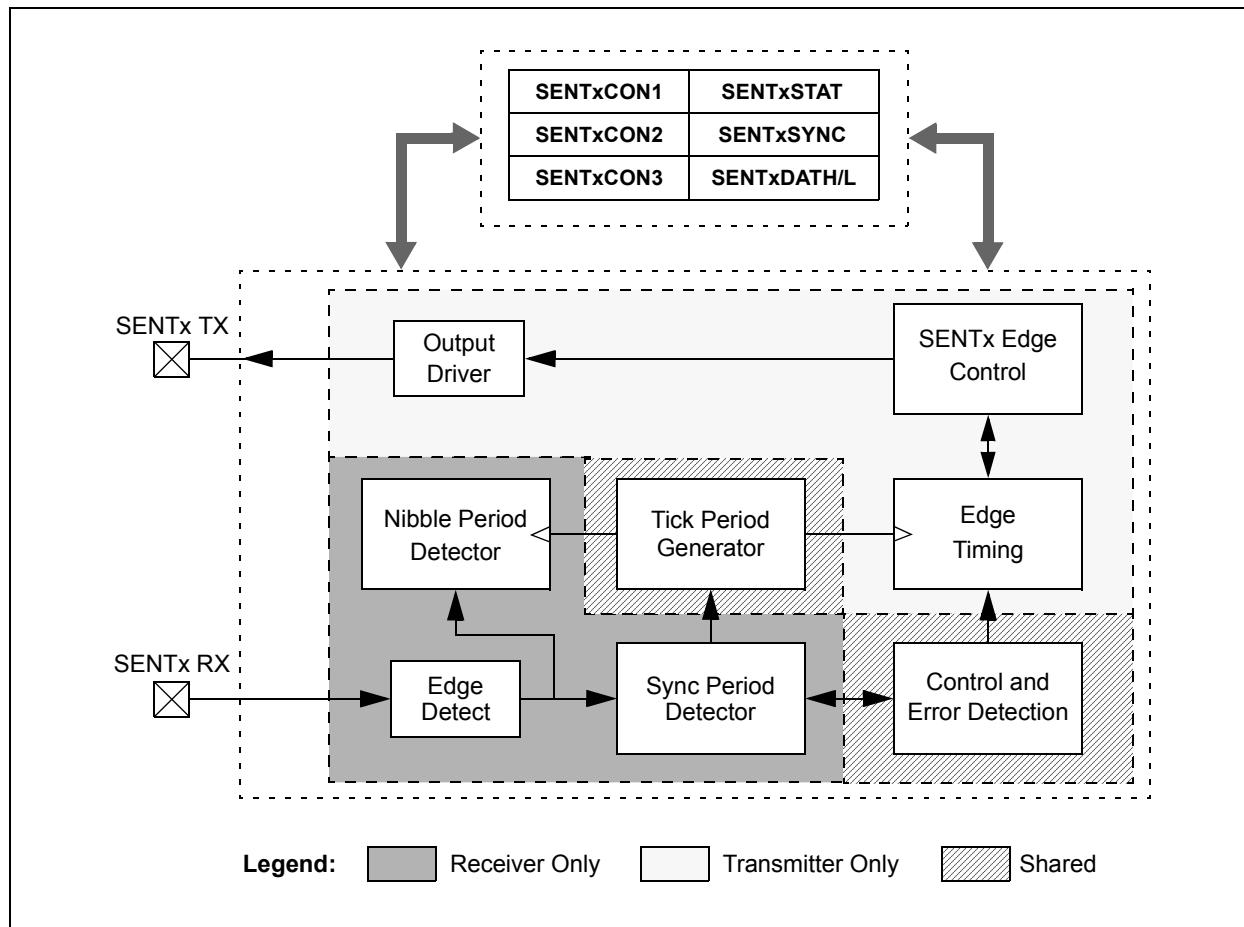 SENTxCON1 SENTxSTAT
SENTxCON2 SENTxSYNC
SENTxCON3 SENTxDATH/L
SENTx TX
Output
Driver
SENTx Edge
Control
Nibble Period
Detector
Tick Period
Generator
Edge
Timing
SENTx RX
Edge
Detect
Sync Period
Detector
Control and
Error Detection
Legend: Receiver Only Transmitter Only Shared